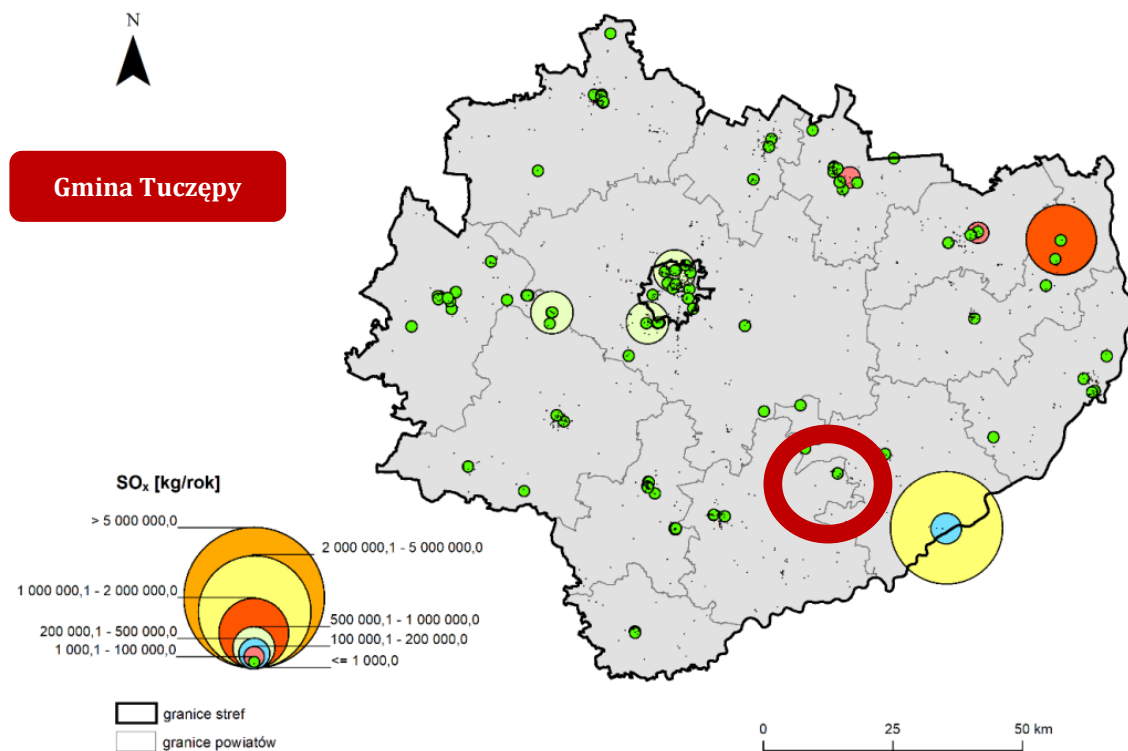 N
Gmina Tuczępy
SOx [kg/rok]
> 5 000 000,0
2 000 000,1 - 5 000 000,0
1 000 000,1 - 2 000 000,0
500 000,1 - 1 000 000,0
200 000,1 - 500 000,0
100 000,1 - 200 000,0
1 000,1 - 100 000,0
<= 1 000,0
granice stref
granice powiatów
0 25 50 km